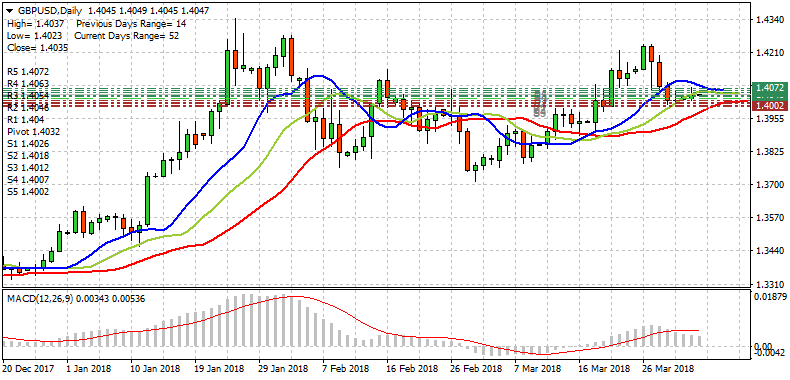 GBPUSD,Daily 1.4045 1.4049 1.4045 1.4047
High= 1.4037 Previous Days Range= 14
Low= 1.4023 Current Days Range= 52
Close= 1.4035
R5 1.4072
R4 1.4063
R3 1.4054
R2 1.4046
R1 1.404
Pivot 1.4032
S1 1.4026
S2 1.4018
S3 1.4012
S4 1.4007
S5 1.4002
1.4340
1.4210
1.4072
1.4002
1.3955
1.3825
1.3700
1.3570
1.3440
1.3310
MACD(12,26,9) 0.00343 0.00536
0.01879
0.00
-0.0042
20 Dec 2017 1 Jan 2018 10 Jan 2018 19 Jan 2018 29 Jan 2018 7 Feb 2018 16 Feb 2018 26 Feb 2018 7 Mar 2018 16 Mar 2018 26 Mar 2018